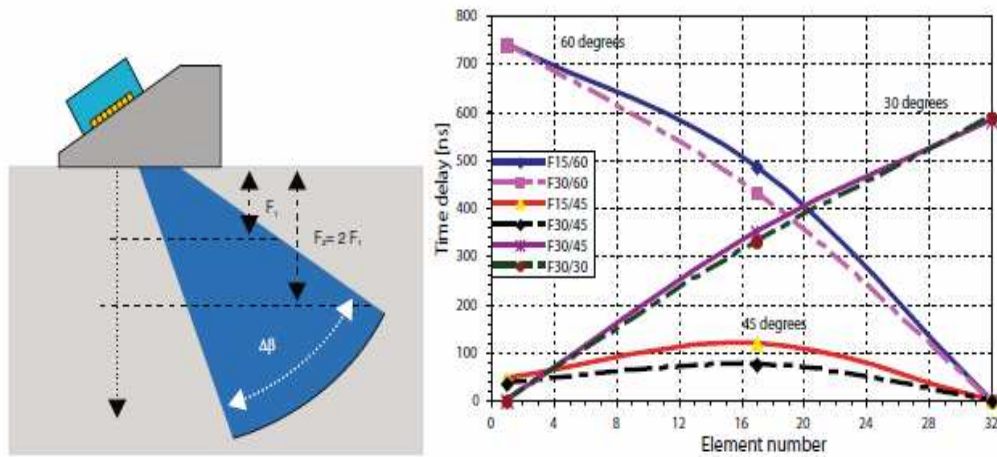 F₁
F₂= 2 F₁
Δβ
Time delay [ns]
800
700
600
500
400
300
200
100
0
60 degrees
30 degrees
45 degrees
F15/60
F30/60
F15/45
F30/45
F30/45
F30/30
0 4 8 12 16 20 24 28 32
Element number